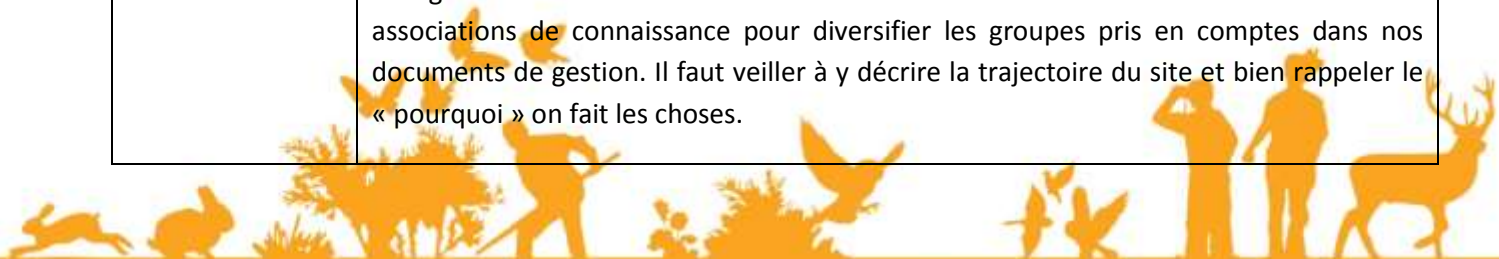 associations de connaissance pour diversifier les groupes pris en comptes dans nos
documents de gestion. Il faut veiller à y décrire la trajectoire du site et bien rappeler le
« pourquoi » on fait les choses.